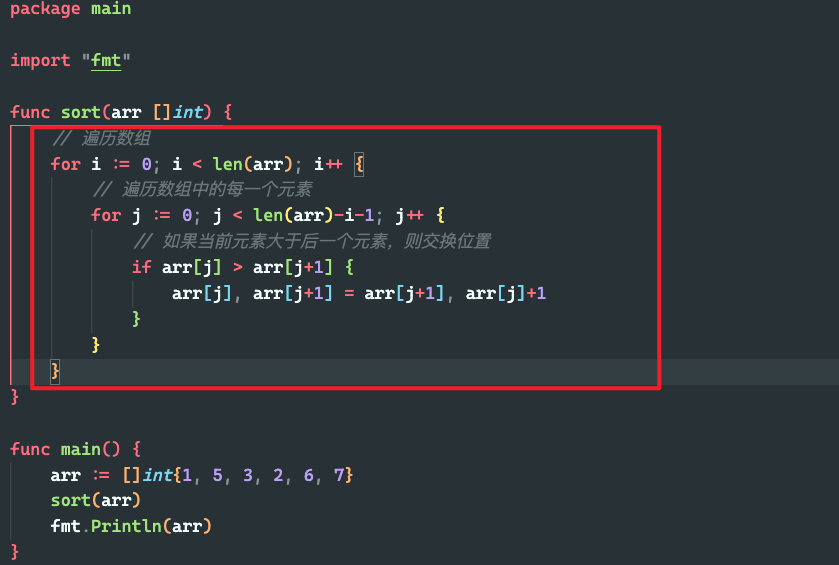 package main
import "fmt"
func sort(arr []int) {
// 遍历数组
for i := 0; i < len(arr); i++ {
// 遍历数组中的每一个元素
for j := 0; j < len(arr)-i-1; j++ {
// 如果当前元素大于后一个元素，则交换位置
if arr[j] > arr[j+1] {
arr[j], arr[j+1] = arr[j+1], arr[j]+1
}
}
}
}
func main() {
arr := []int{1, 5, 3, 2, 6, 7}
sort(arr)
fmt.Println(arr)
}